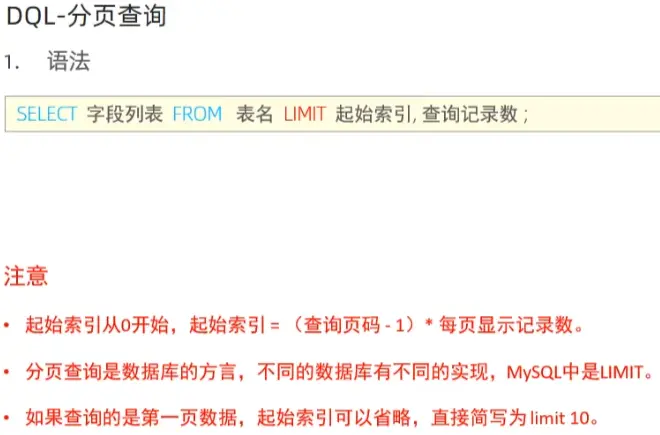 DQL-分页查询
1. 语法
SELECT 字段列表 FROM 表名 LIMIT 起始索引, 查询记录数 ;
注意
• 起始索引从0开始，起始索引 = （查询页码 - 1）* 每页显示记录数。
• 分页查询是数据库的方言，不同的数据库有不同的实现，MySQL中是LIMIT。
• 如果查询的是第一页数据，起始索引可以省略，直接简写为 limit 10。